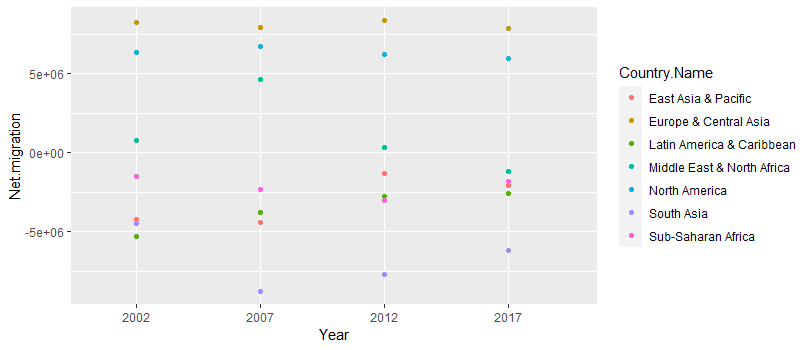 Net.migration
5e+06
0e+00
-5e+06
2002
2007
2012
2017
Year
Country.Name
East Asia & Pacific
Europe & Central Asia
Latin America & Caribbean
Middle East & North Africa
North America
South Asia
Sub-Saharan Africa